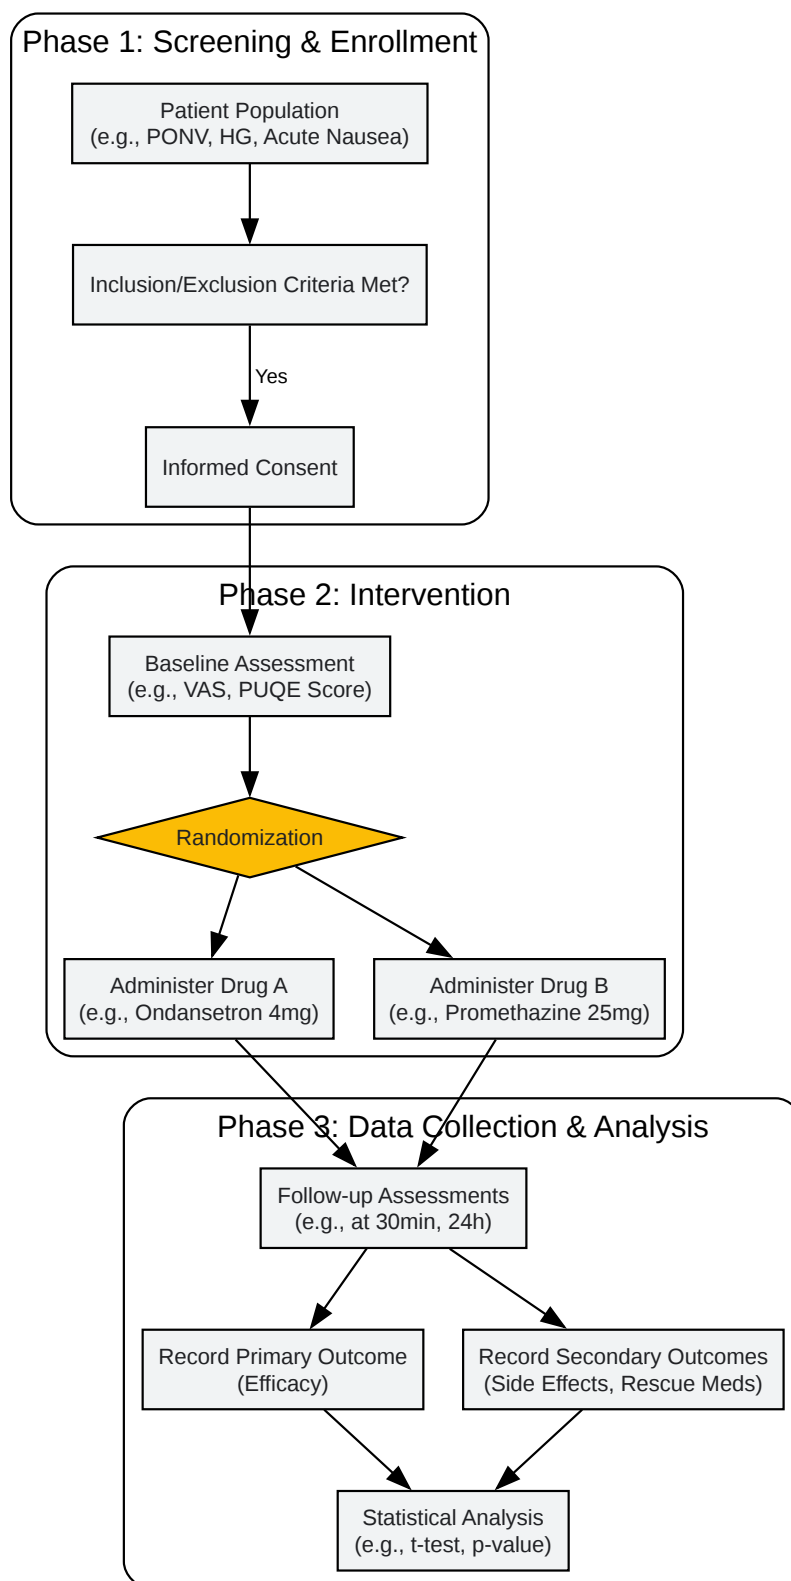 Phase 1: Screening & Enrollment
Patient Population
(e.g., PONV, HG, Acute Nausea)
Inclusion/Exclusion Criteria Met?
Yes
Informed Consent
Phase 2: Intervention
Baseline Assessment
(e.g., VAS, PUQE Score)
Randomization
Administer Drug A
(e.g., Ondansetron 4mg)
Administer Drug B
(e.g., Promethazine 25mg)
Phase 3: Data Collection & Analysis
Follow-up Assessments
(e.g., at 30min, 24h)
Record Primary Outcome
(Efficacy)
Record Secondary Outcomes
(Side Effects, Rescue Meds)
Statistical Analysis
(e.g., t-test, p-value)